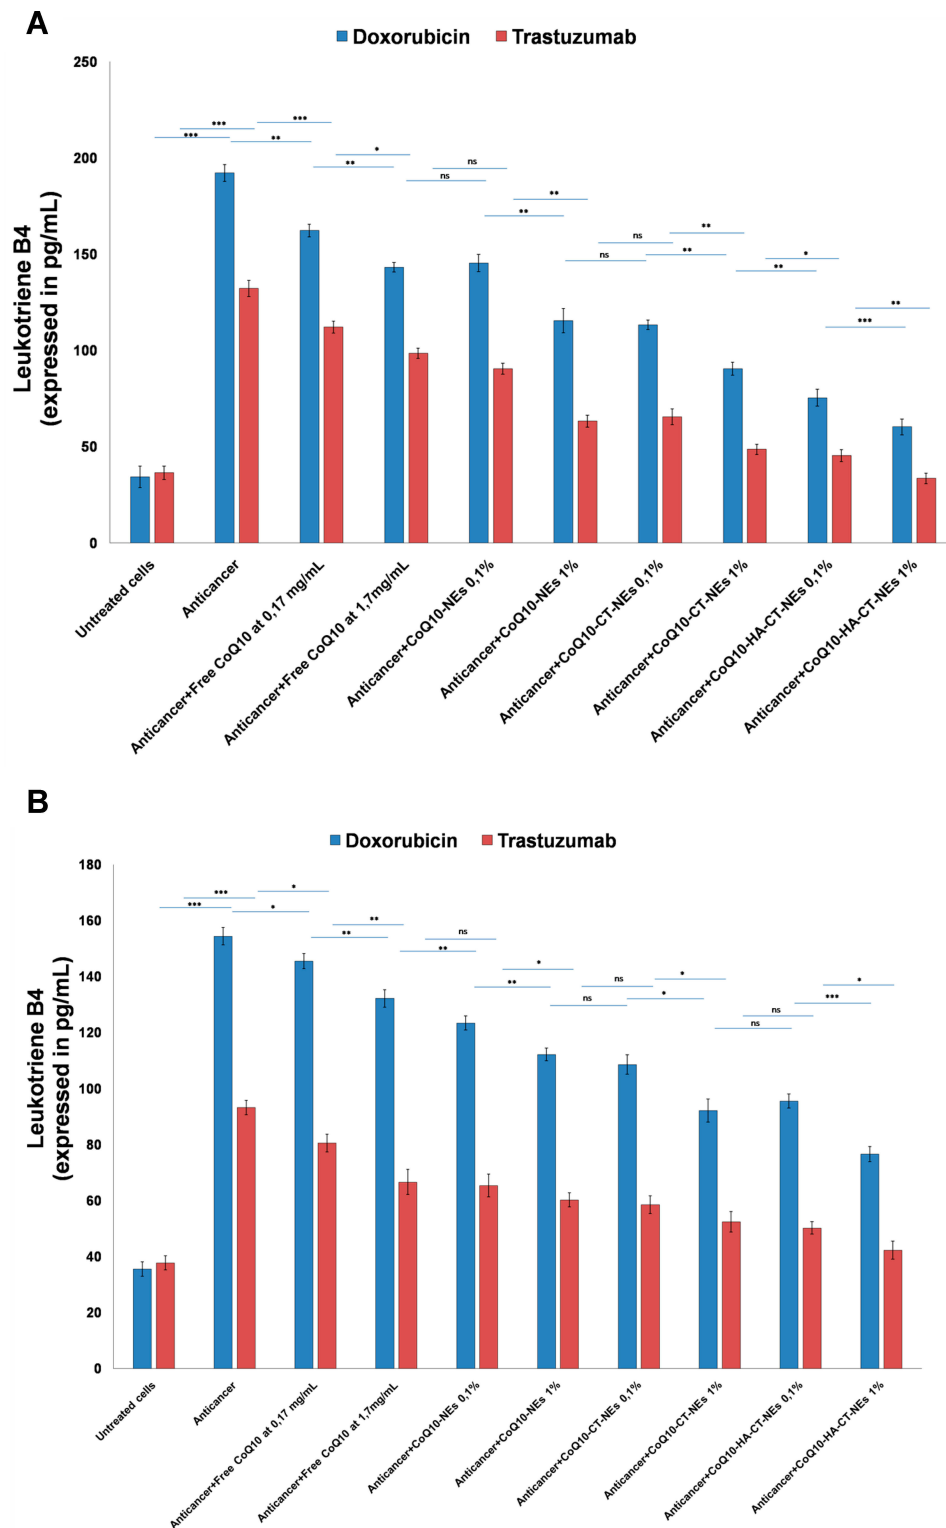 A
Doxorubicin Trastuzumab
Leukotriene B4
(expressed in pg/mL)
250
200
150
100
50
0
*** *** *** ** * ** ns ns ** ** ns ns ** ** * ** ** ***
Untreated cells
Anticancer
Anticancer+Free CoQ10 at 0,17 mg/mL
Anticancer+Free CoQ10 at 1,7mg/mL
Anticancer+CoQ10-NEs 0,1%
Anticancer+CoQ10-NEs 1%
Anticancer+CoQ10-CT-NEs 0,1%
Anticancer+CoQ10-CT-NEs 1%
Anticancer+CoQ10-HA-CT-NEs 0,1%
Anticancer+CoQ10-HA-CT-NEs 1%
B
Doxorubicin Trastuzumab
Leukotriene B4
(expressed in pg/mL)
180
160
140
120
100
80
60
40
20
0
*** *** * * ** ** ns ** * ** ns ns * * ns ns * ***
Untreated cells
Anticancer
Anticancer+Free CoQ10 at 0,17 mg/mL
Anticancer+Free CoQ10 at 1,7mg/mL
Anticancer+CoQ10-NEs 0,1%
Anticancer+CoQ10-NEs 1%
Anticancer+CoQ10-CT-NEs 0,1%
Anticancer+CoQ10-CT-NEs 1%
Anticancer+CoQ10-HA-CT-NEs 0,1%
Anticancer+CoQ10-HA-CT-NEs 1%